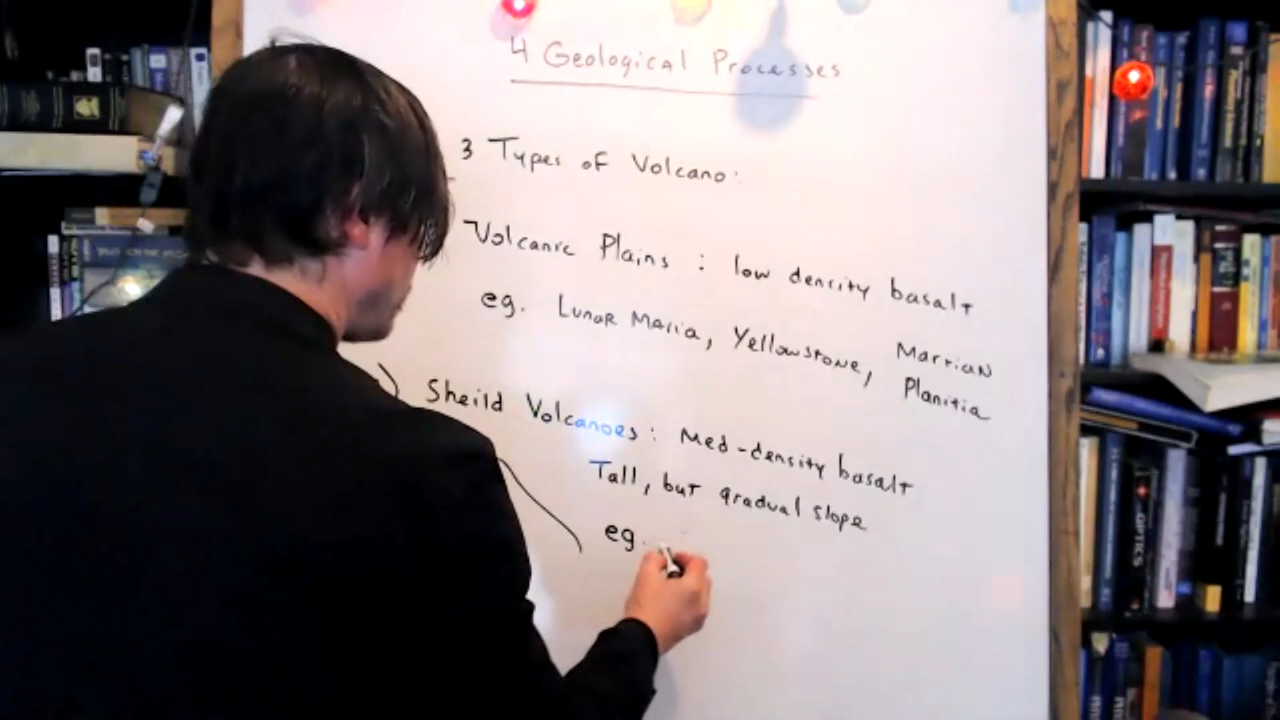 4 Geological Processes
3 Types of Volcano:
Volcanic Plains : low density basalt
eg. Lunar Maria, Yellowstone, Martian Planitia
) Sheild Volcanoes : Med-density basalt
Tall, but gradual slope
eg.
OPTICS